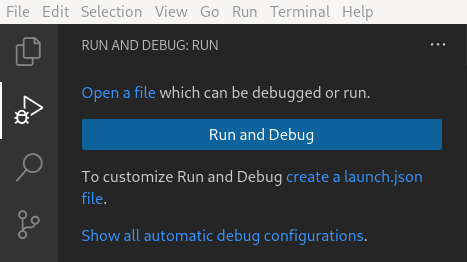 File Edit Selection View Go Run Terminal Help
RUN AND DEBUG: RUN ...
Open a file which can be debugged or run.
Run and Debug
To customize Run and Debug create a launch.json
file.
Show all automatic debug configurations.